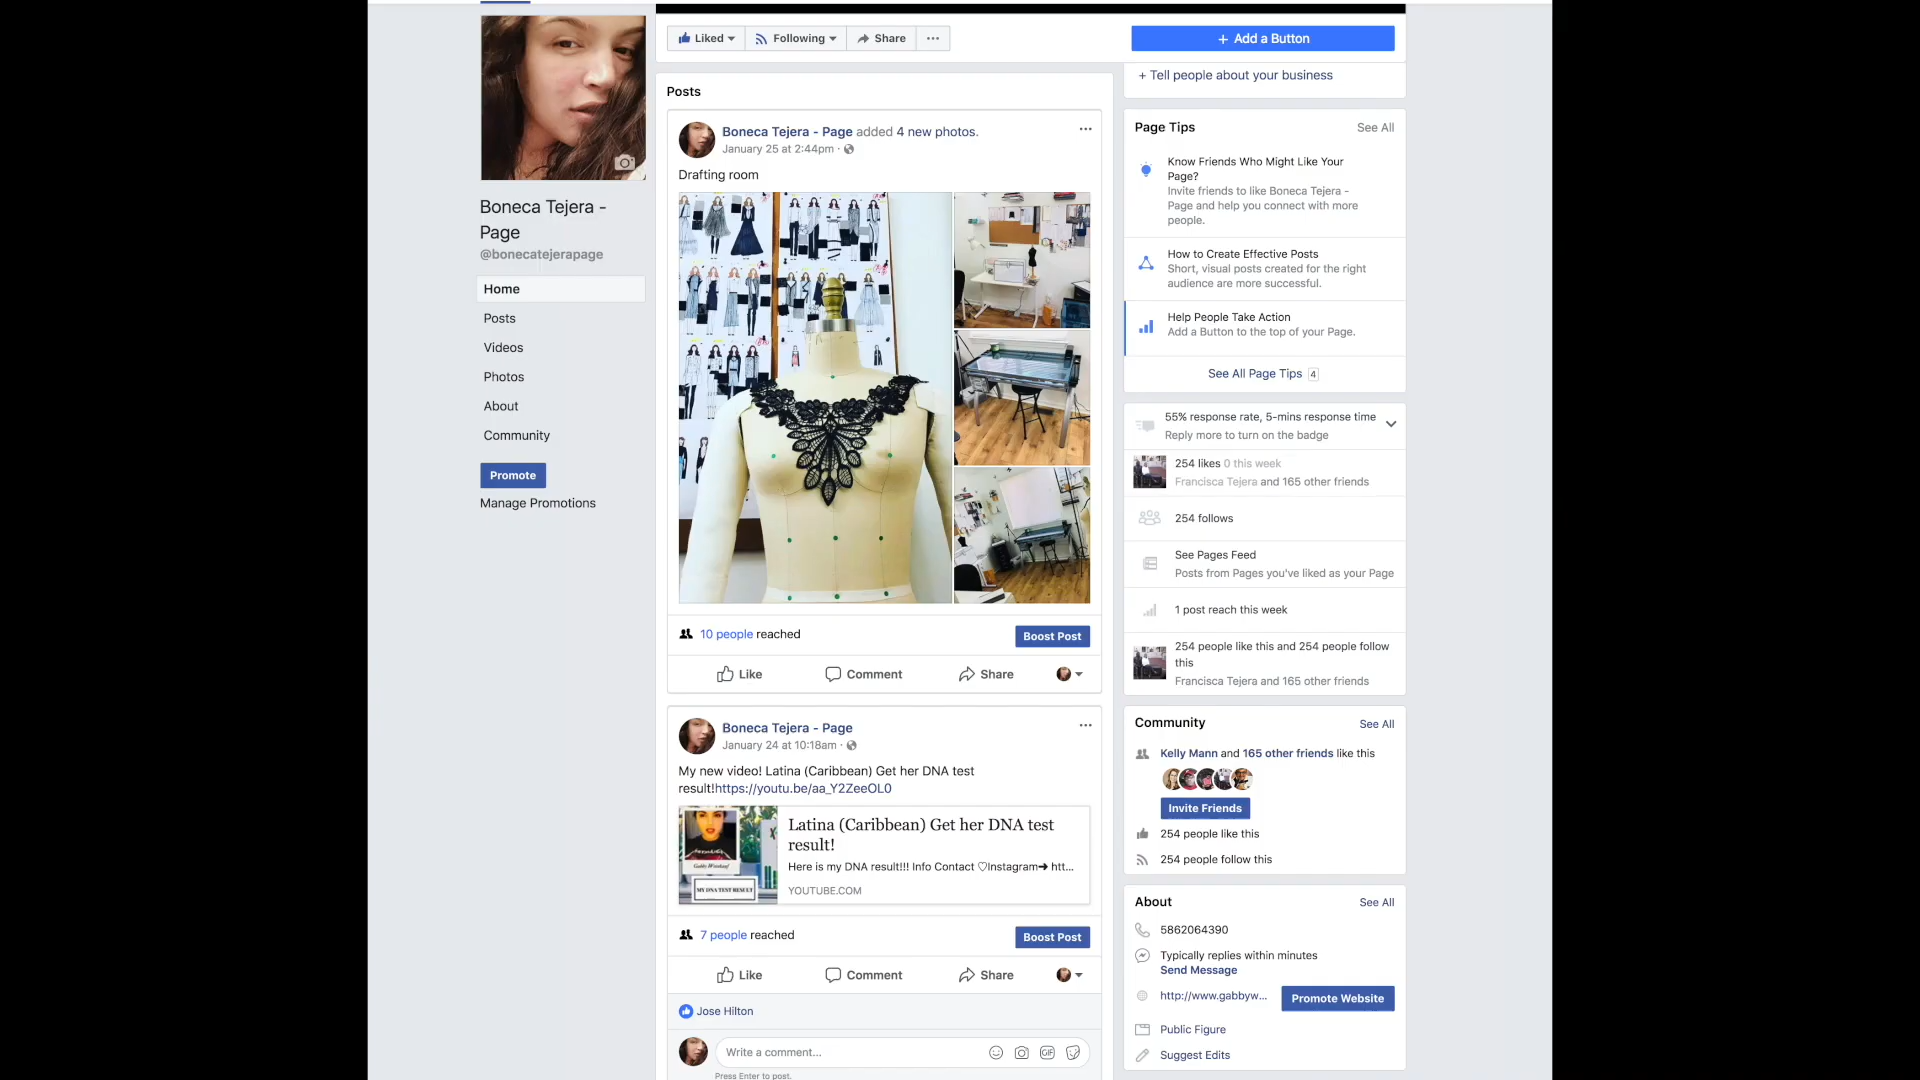 Liked
Following
Share
+ Add a Button
+ Tell people about your business
Boneca Tejera -
Page
@bonecatejerapage
Home
Posts
Videos
Photos
About
Community
Promote
Manage Promotions
Posts
Boneca Tejera - Page added 4 new photos.
January 25 at 2:44pm ·
Drafting room
10 people reached
Boost Post
Like
Comment
Share
Boneca Tejera - Page
January 24 at 10:18am ·
My new video! Latina (Caribbean) Get her DNA test
result!https://youtu.be/aa_Y2ZeeOL0
MY DNA TEST RESULT
Latina (Caribbean) Get her DNA test
result!
Here is my DNA result!!! Info Contact ♡Instagram➔ htt...
YOUTUBE.COM
7 people reached
Boost Post
Like
Comment
Share
Jose Hilton
Write a comment...
GIF
Press Enter to post.
Page Tips
See All
Know Friends Who Might Like Your
Page?
Invite friends to like Boneca Tejera -
Page and help you connect with more
people.
How to Create Effective Posts
Short, visual posts created for the right
audience are more successful.
Help People Take Action
Add a Button to the top of your Page.
See All Page Tips 4
55% response rate, 5-mins response time
Reply more to turn on the badge
254 likes 0 this week
Francisca Tejera and 165 other friends
254 follows
See Pages Feed
Posts from Pages you've liked as your Page
1 post reach this week
254 people like this and 254 people follow
this
Francisca Tejera and 165 other friends
Community
See All
Kelly Mann and 165 other friends like this
Invite Friends
254 people like this
254 people follow this
About
See All
5862064390
Typically replies within minutes
Send Message
http://www.gabbyw...
Promote Website
Public Figure
Suggest Edits